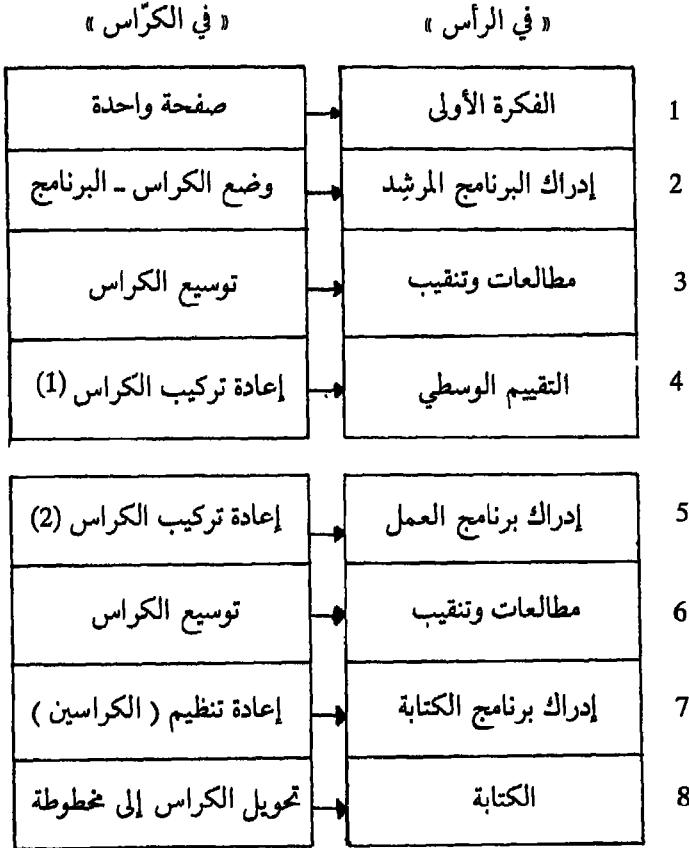 « في الرأس » « في الكرّاس »
1 الفكرة الأولى صفحة واحدة
2 إدراك البرنامج المرشِد وضع الكراس ـ البرنامج
3 مطالعات وتنقيب توسيع الكراس
4 التقييم الوسطي إعادة تركيب الكراس (1)
5 إدراك برنامج العمل إعادة تركيب الكراس (2)
6 مطالعات وتنقيب توسيع الكراس
7 إدراك برنامج الكتابة إعادة تنظيم ( الكراسين )
8 الكتابة تحويل الكراس إلى مخطوطة